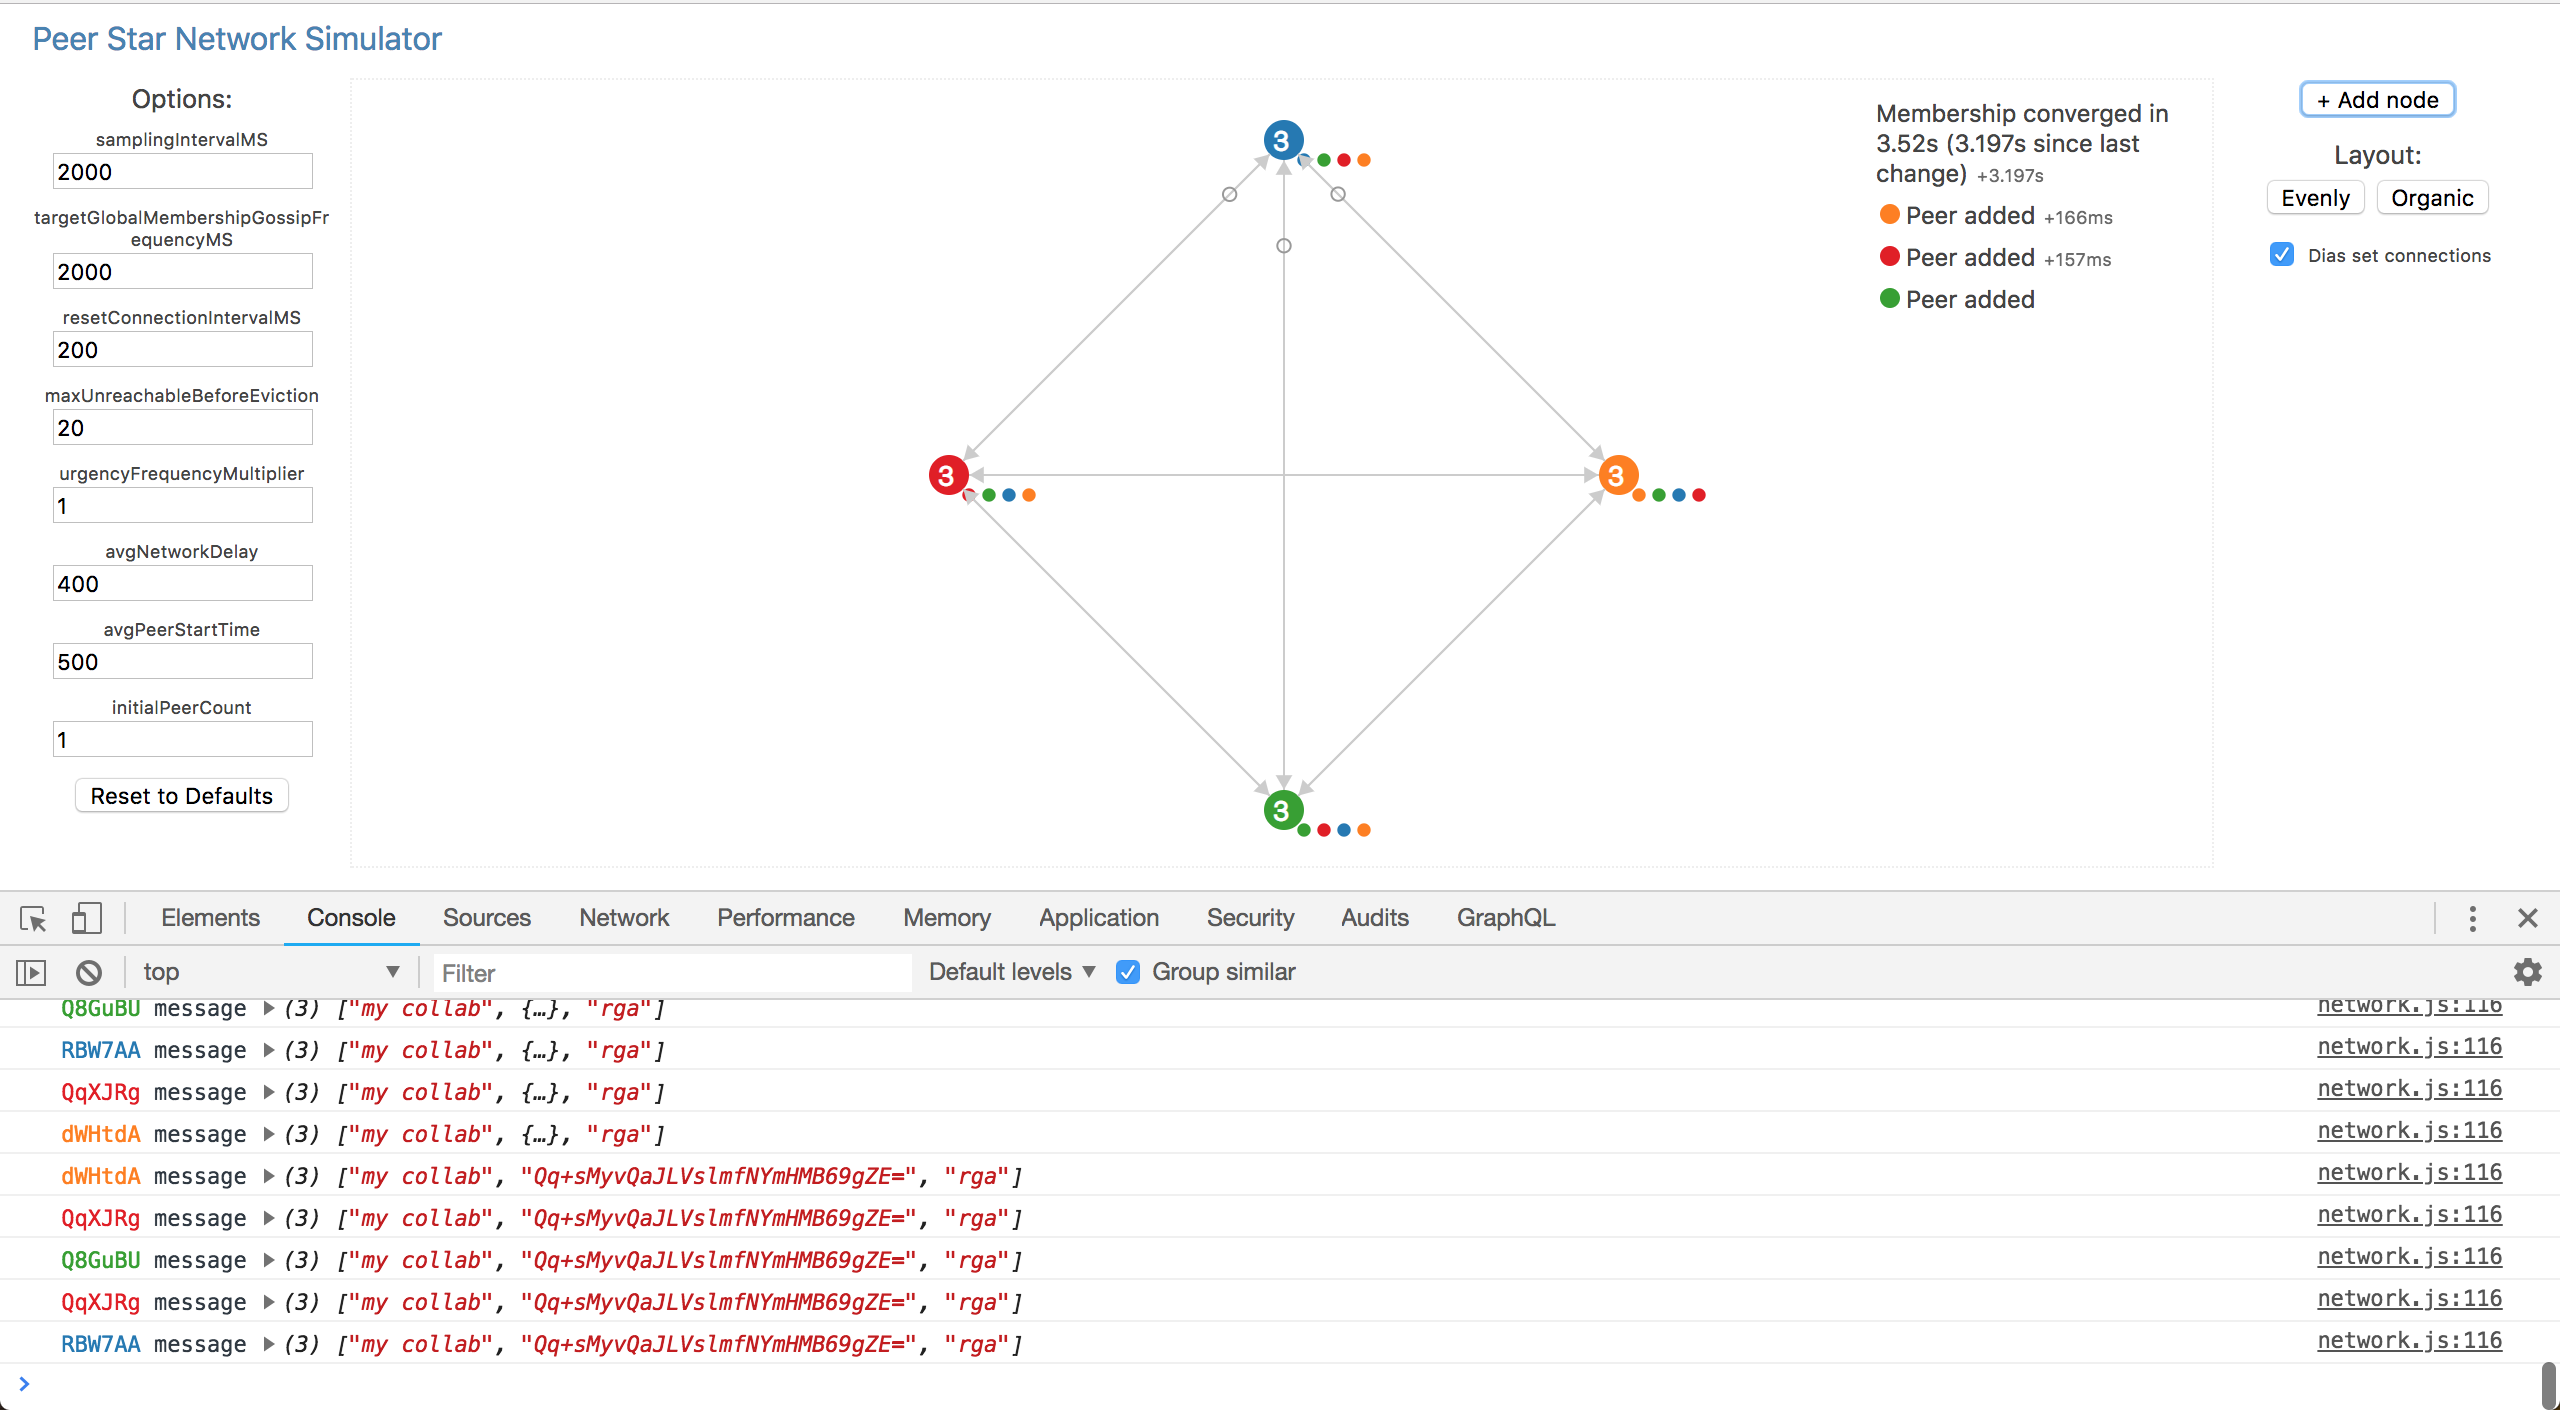 Peer Star Network Simulator
Options:
samplingIntervalMS
2000
targetGlobalMembershipGossipFr
equencyMS
2000
resetConnectionIntervalMS
200
maxUnreachableBeforeEviction
20
urgencyFrequencyMultiplier
1
avgNetworkDelay
400
avgPeerStartTime
500
initialPeerCount
1
Reset to Defaults
3
3
3
3
Membership converged in
3.52s (3.197s since last
change) +3.197s
Peer added +166ms
Peer added +157ms
Peer added
+ Add node
Layout:
Evenly Organic
Dias set connections
Elements Console Sources Network Performance Memory Application Security Audits GraphQL
top Filter Default levels Group similar
Q8GuBU message (3) ["my collab", {…}, "rga"] network.js:116
RBW7AA message (3) ["my collab", {…}, "rga"] network.js:116
QqXJRg message (3) ["my collab", {…}, "rga"] network.js:116
dWHtdA message (3) ["my collab", {…}, "rga"] network.js:116
dWHtdA message (3) ["my collab", "Qq+sMyvQaJLVslmfNYmHMB69gZE=", "rga"] network.js:116
QqXJRg message (3) ["my collab", "Qq+sMyvQaJLVslmfNYmHMB69gZE=", "rga"] network.js:116
Q8GuBU message (3) ["my collab", "Qq+sMyvQaJLVslmfNYmHMB69gZE=", "rga"] network.js:116
QqXJRg message (3) ["my collab", "Qq+sMyvQaJLVslmfNYmHMB69gZE=", "rga"] network.js:116
RBW7AA message (3) ["my collab", "Qq+sMyvQaJLVslmfNYmHMB69gZE=", "rga"] network.js:116